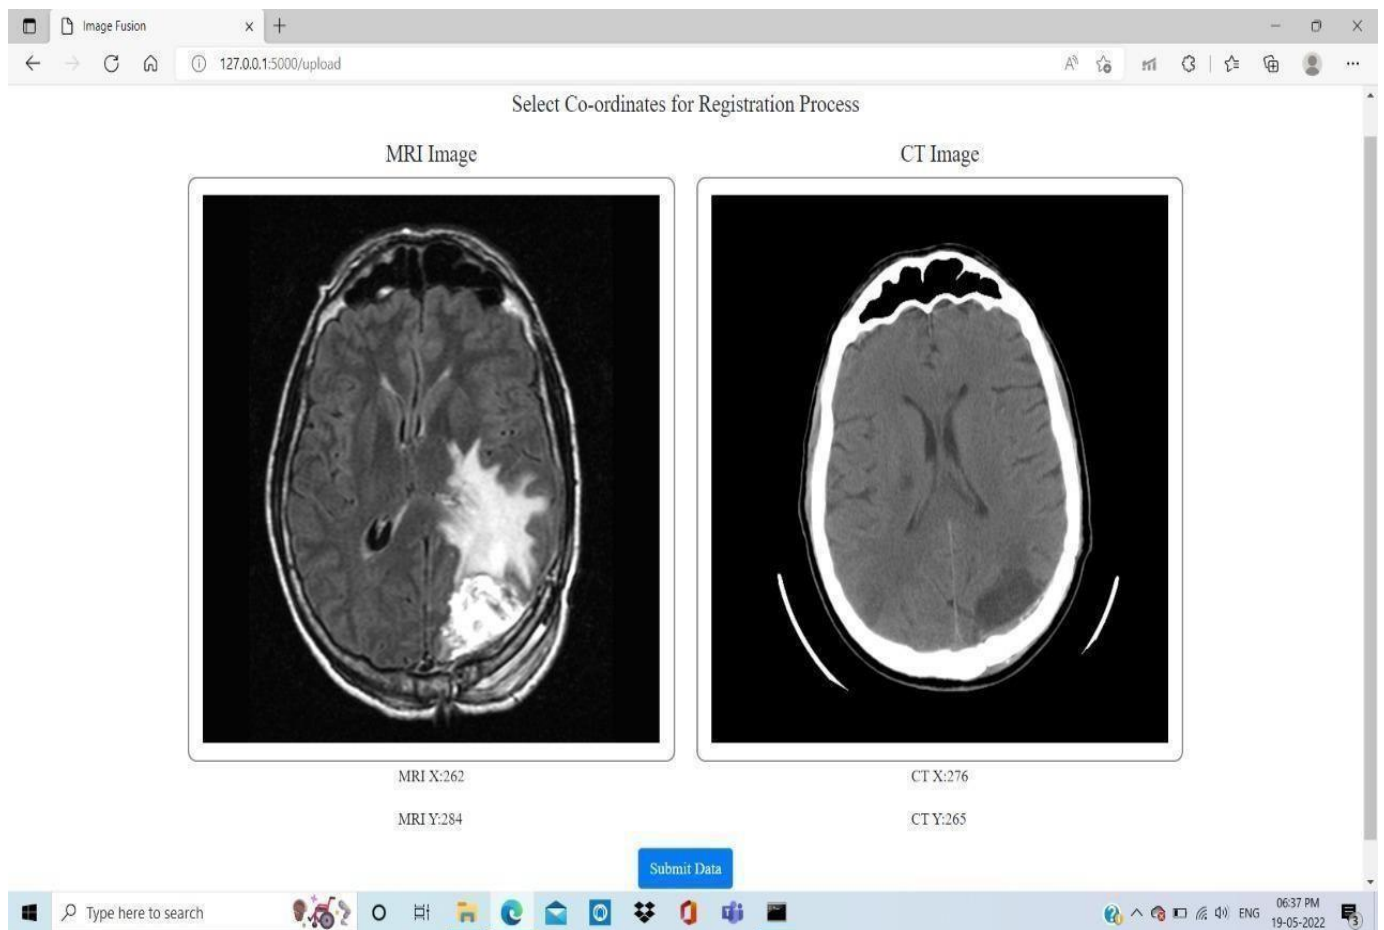 Image Fusion
127.0.0.1:5000/upload
Select Co-ordinates for Registration Process
MRI Image
CT Image
MRI X:262
CT X:276
MRI Y:284
CT Y:265
Submit Data
Type here to search
ENG
06:37 PM
19-05-2022
3